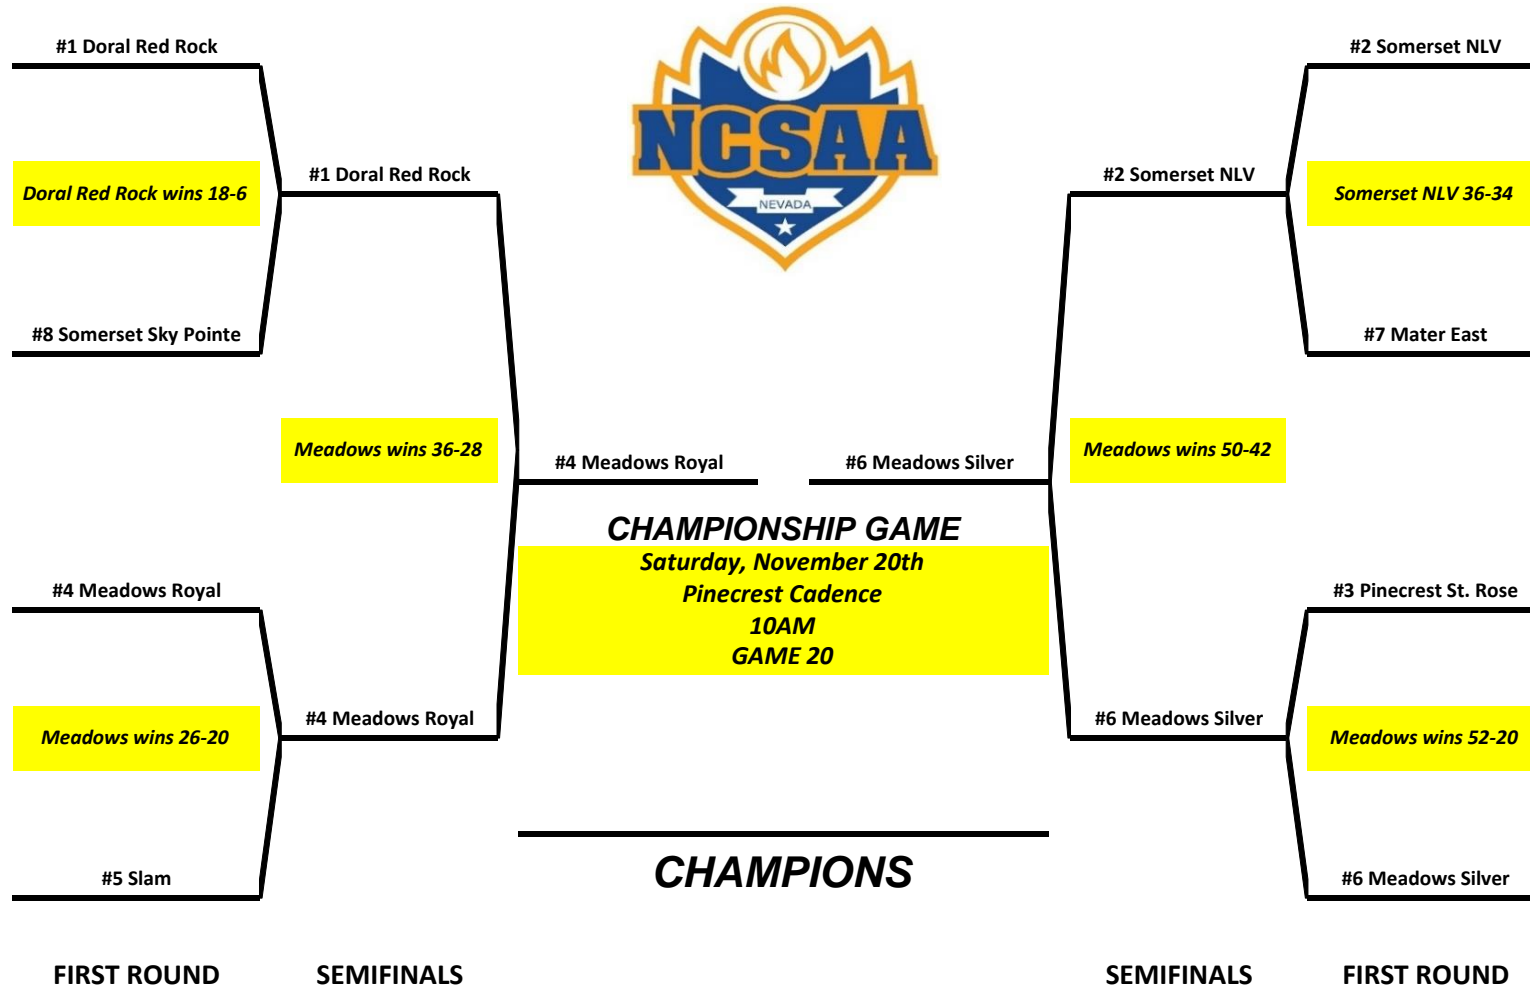 #1 Doral Red Rock
#2 Somerset NLV
NCSAA
NEVADA
Doral Red Rock wins 18-6
#1 Doral Red Rock
#2 Somerset NLV
Somerset NLV 36-34
#8 Somerset Sky Pointe
#7 Mater East
Meadows wins 36-28
#4 Meadows Royal
#6 Meadows Silver
Meadows wins 50-42
CHAMPIONSHIP GAME
Saturday, November 20th
Pinecrest Cadence
10AM
GAME 20
#4 Meadows Royal
#3 Pinecrest St. Rose
Meadows wins 26-20
#4 Meadows Royal
#6 Meadows Silver
Meadows wins 52-20
CHAMPIONS
#5 Slam
#6 Meadows Silver
FIRST ROUND
SEMIFINALS
SEMIFINALS
FIRST ROUND